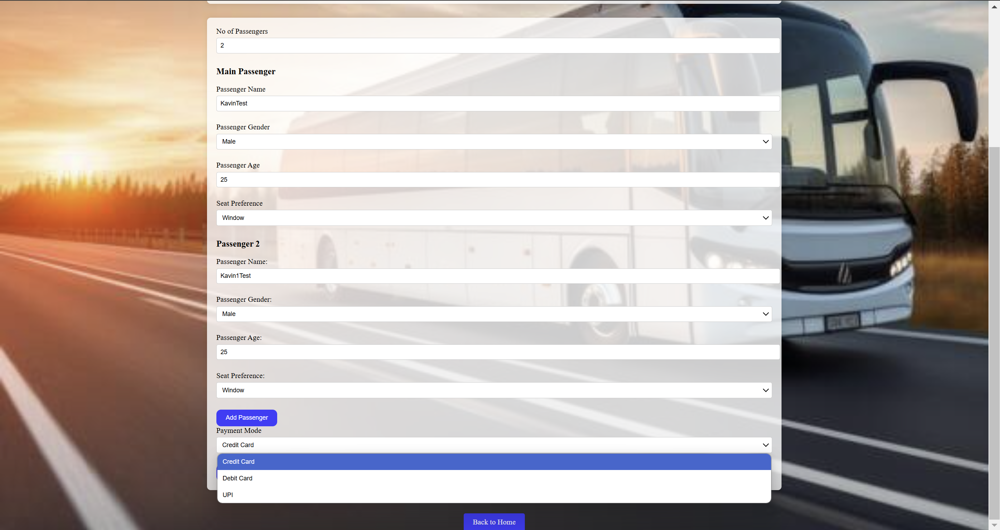 No of Passengers
2
Main Passenger
Passenger Name
KavinTest
Passenger Gender
Male
Passenger Age
25
Seat Preference
Window
Passenger 2
Passenger Name:
Kavin1Test
Passenger Gender:
Male
Passenger Age:
25
Seat Preference:
Window
Add Passenger
Payment Mode
Credit Card
Credit Card
Debit Card
UPI
Back to Home